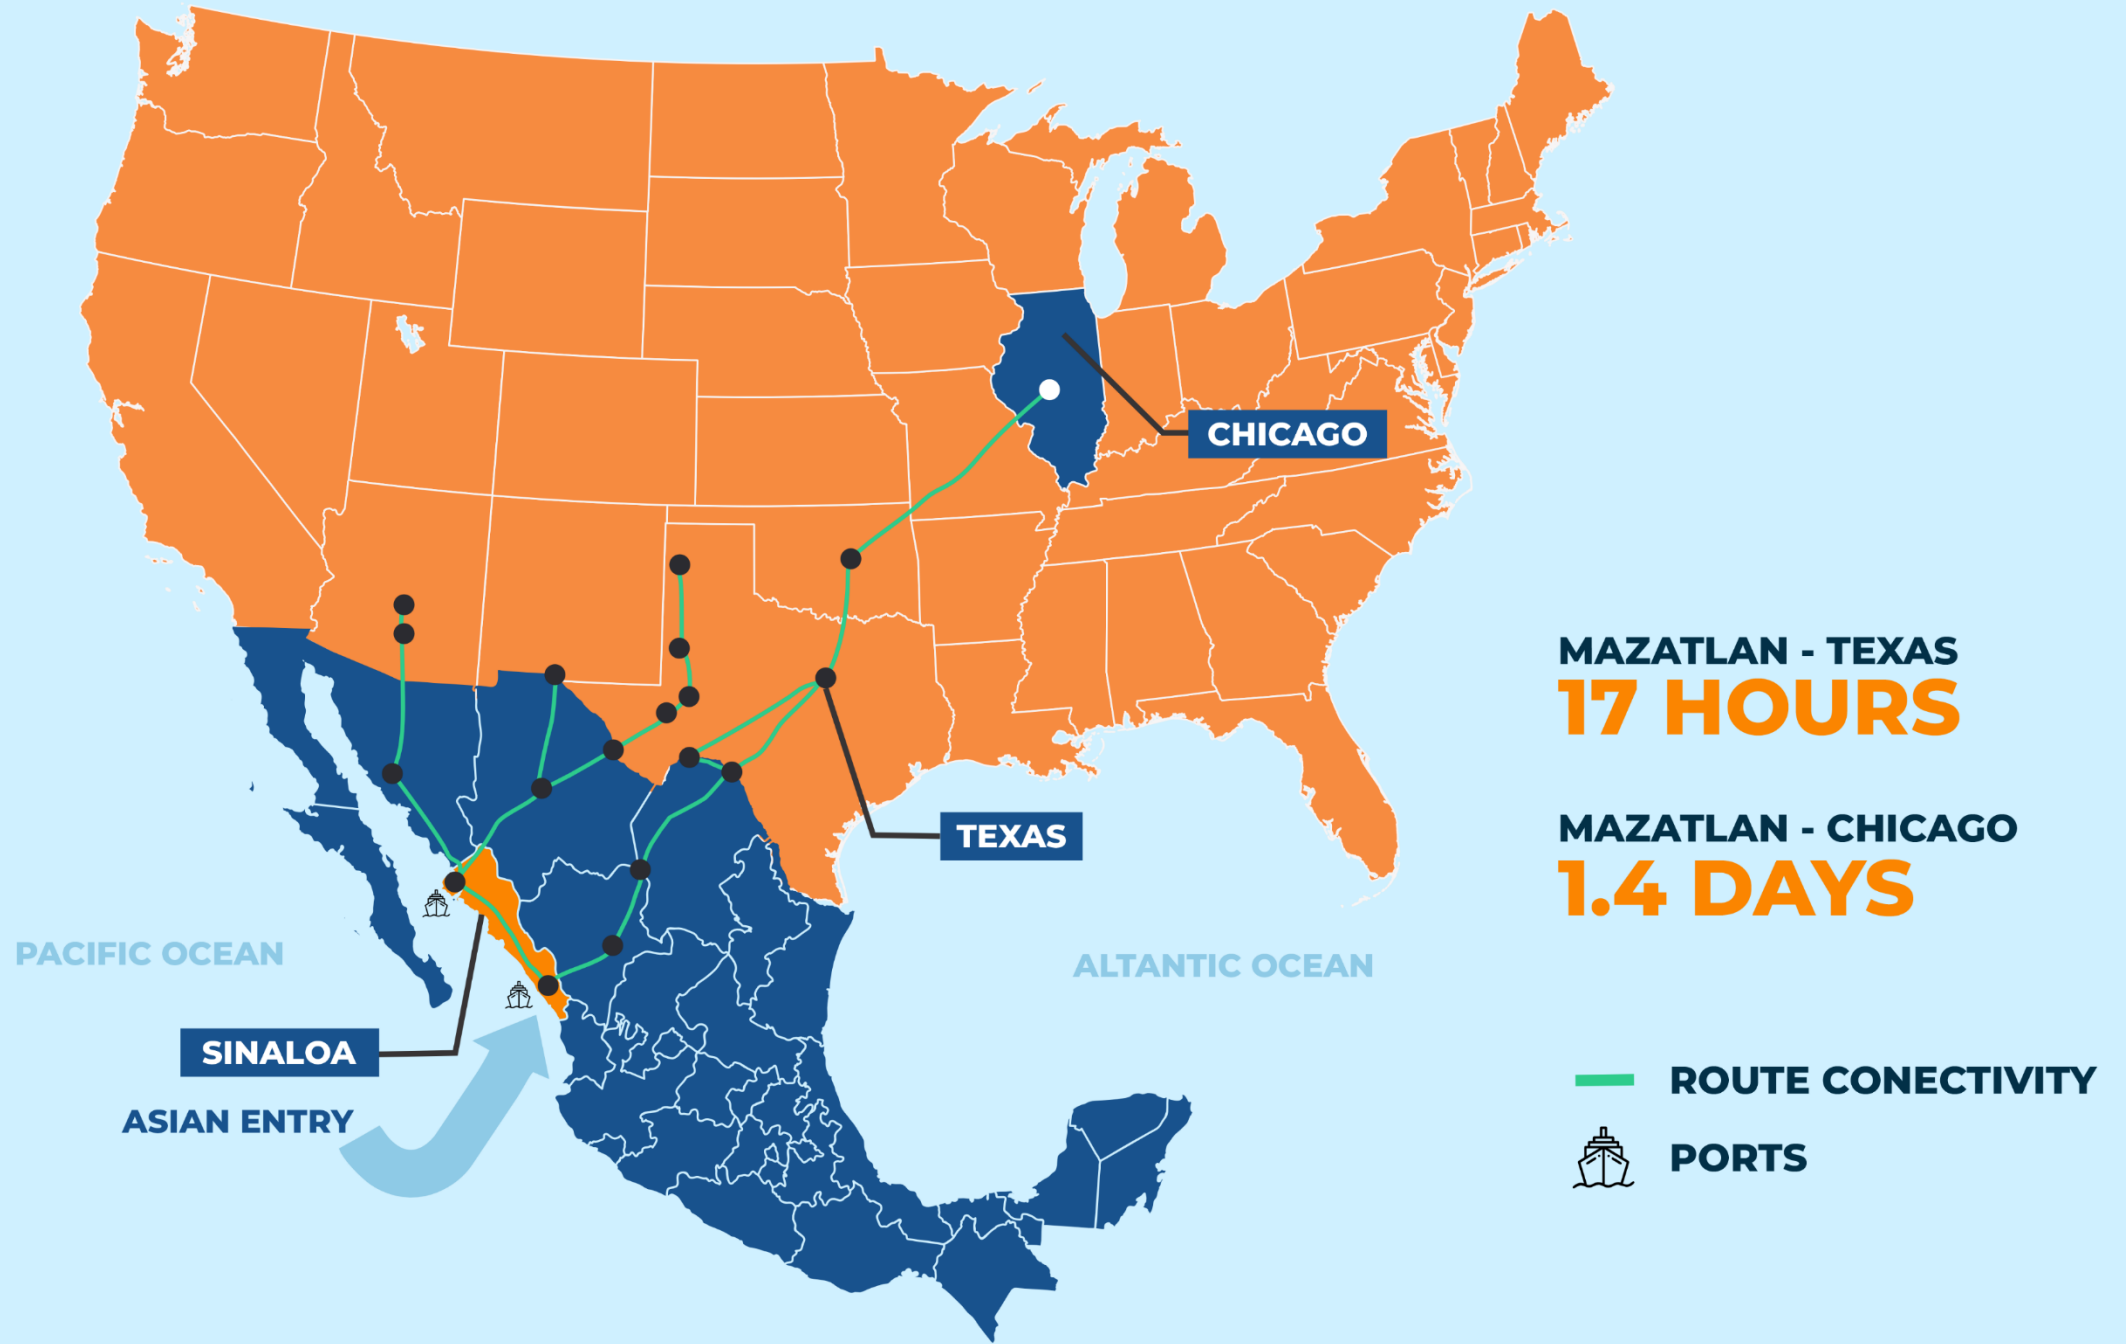 CHICAGO
MAZATLAN - TEXAS
17 HOURS
TEXAS
MAZATLAN - CHICAGO
1.4 DAYS
PACIFIC OCEAN
ALTANTIC OCEAN
SINALOA
ASIAN ENTRY
ROUTE CONECTIVITY
PORTS